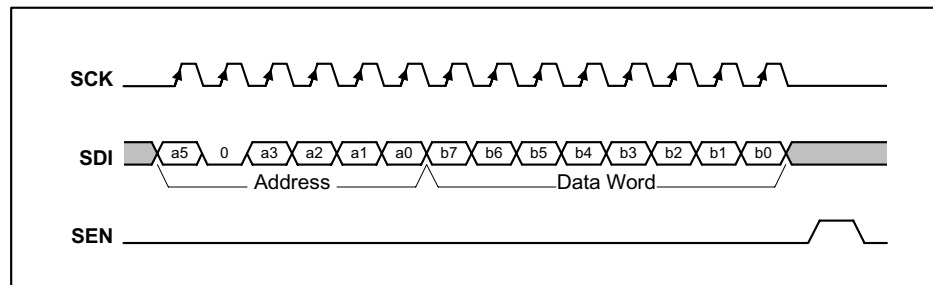 SCK
SDI a5 0 a3 a2 a1 a0 b7 b6 b5 b4 b3 b2 b1 b0
Address Data Word
SEN